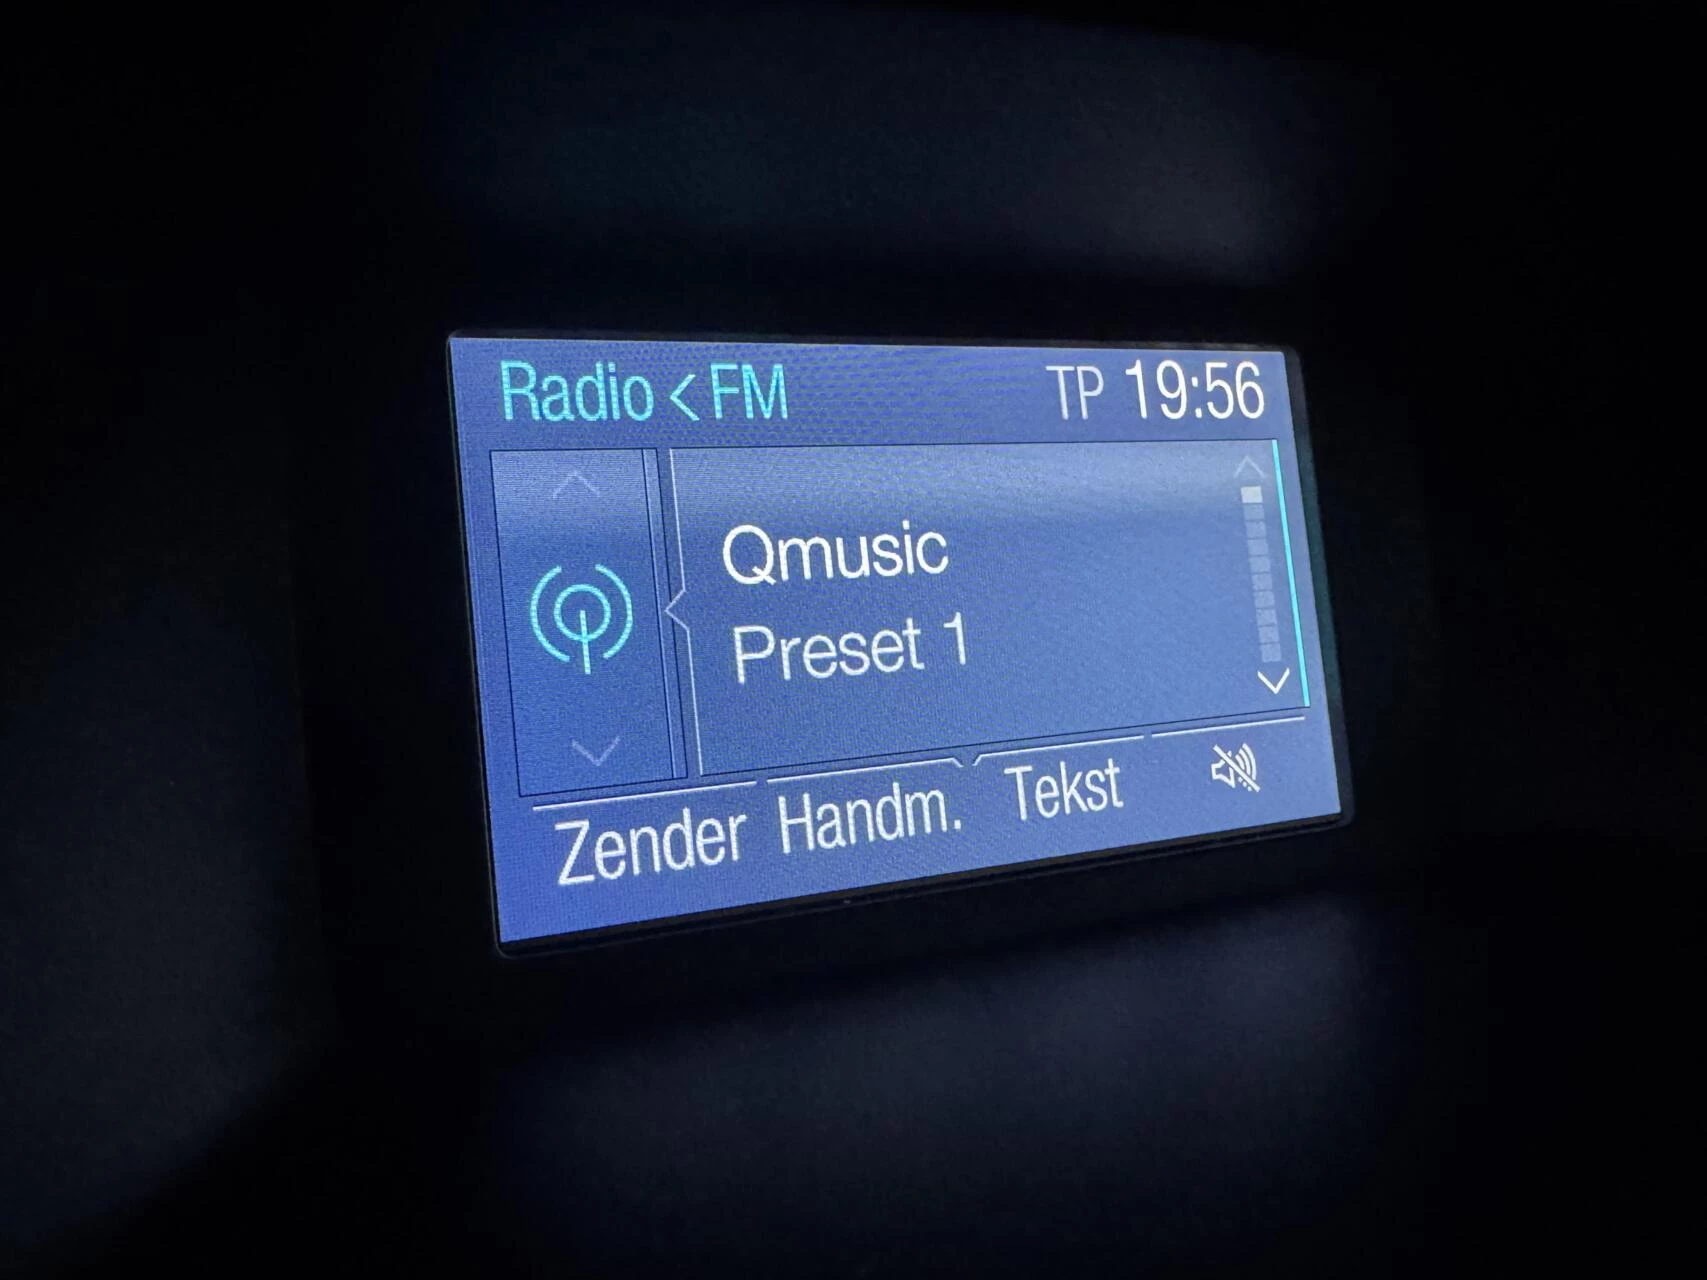 Radio < FM TP 19:56
Qmusic
Preset 1
Zender Handm. Tekst